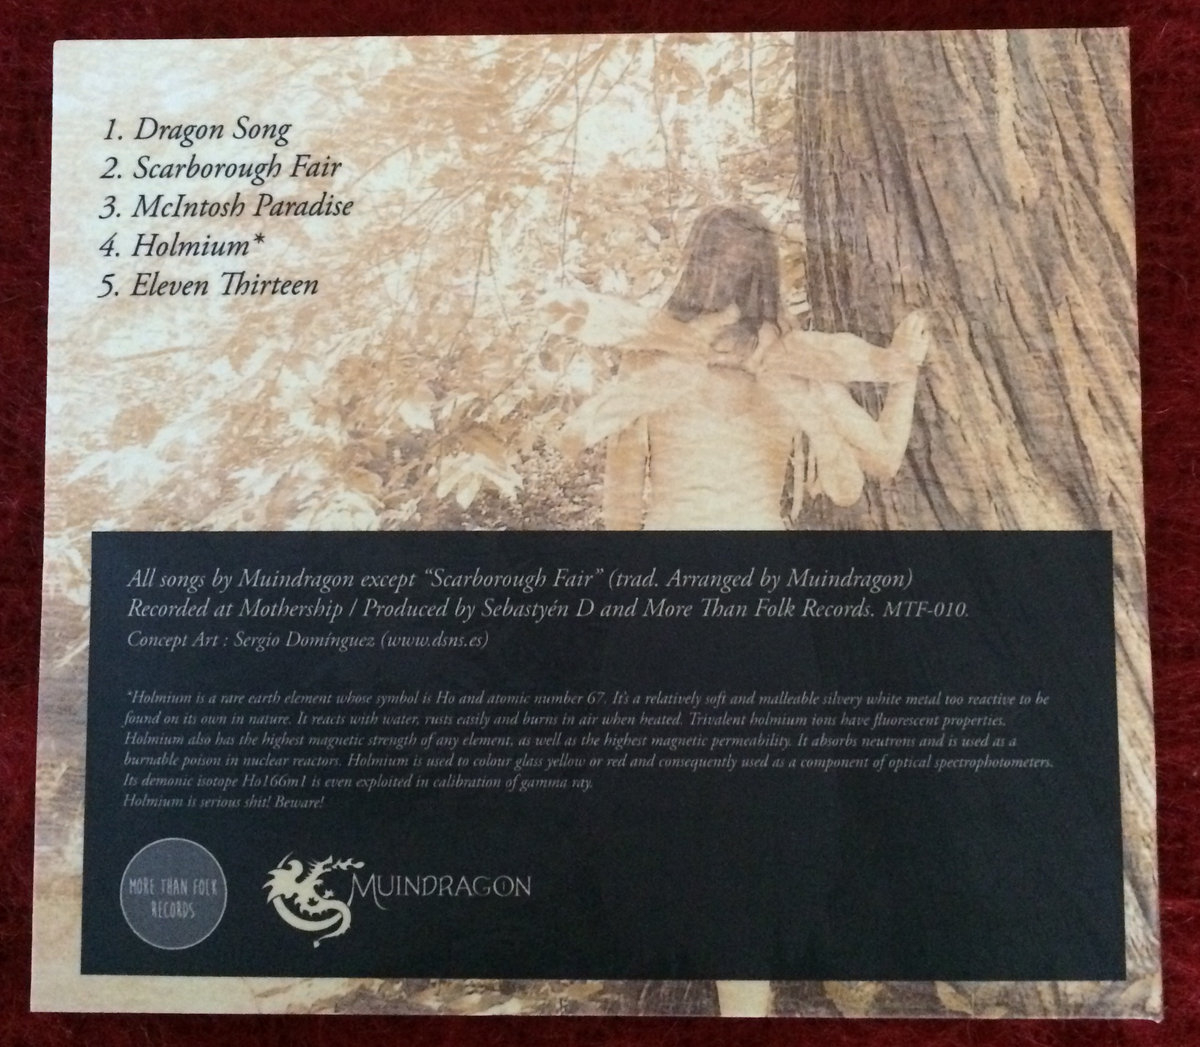 1. Dragon Song
2. Scarborough Fair
3. McIntosh Paradise
4. Holmium*
5. Eleven Thirteen
All songs by Muindragon except “Scarborough Fair” (trad. Arranged by Muindragon)
Recorded at Mothership / Produced by Sebastyén D and More Than Folk Records. MTF-010.
Concept Art : Sergio Domínguez (www.dsns.es)
*Holmium is a rare earth element whose symbol is Ho and atomic number 67. It's a relatively soft and malleable silvery white metal too reactive to be
found on its own in nature. It reacts with water, rusts easily and burns in air when heated. Trivalent holmium ions have fluorescent properties.
Holmium also has the highest magnetic strength of any element, as well as the highest magnetic permeability. It absorbs neutrons and is used as a
burnable poison in nuclear reactors. Holmium is used to colour glass yellow or red and consequently used as a component of optical spectrophotometers.
Its demonic isotope Ho166m1 is even exploited in calibration of gamma ray.
Holmium is serious shit! Beware!
MORE THAN FOLK
RECORDS
MUINDRAGON